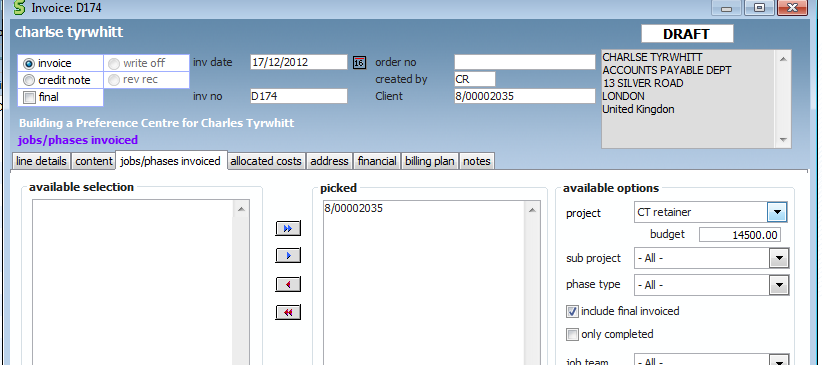 Invoice: D174
charlse tyrwhitt
DRAFT
invoice
write off
inv date
17/12/2012
16
order no
credit note
rev rec
created by
CR
final
inv no
D174
Client
8/00002035
CHARLSE TYRWHITT
ACCOUNTS PAYABLE DEPT
13 SILVER ROAD
LONDON
United Kingdon
Building a Preference Centre for Charles Tyrwhitt
jobs/phases invoiced
line details
content
jobs/phases invoiced
allocated costs
address
financial
billing plan
notes
available selection
picked
8/00002035
available options
project
CT retainer
budget
14500.00
sub project
- All -
phase type
- All -
include final invoiced
only completed
job team
- All -